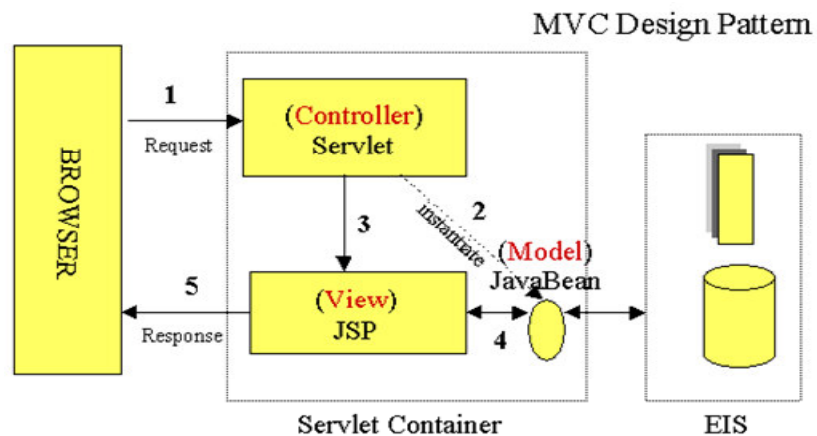 MVC Design Pattern
BROWSER
1
Request
(Controller)
Servlet
3
2
instantiate
(Model)
JavaBean
5
Response
(View)
JSP
4
Servlet Container
EIS